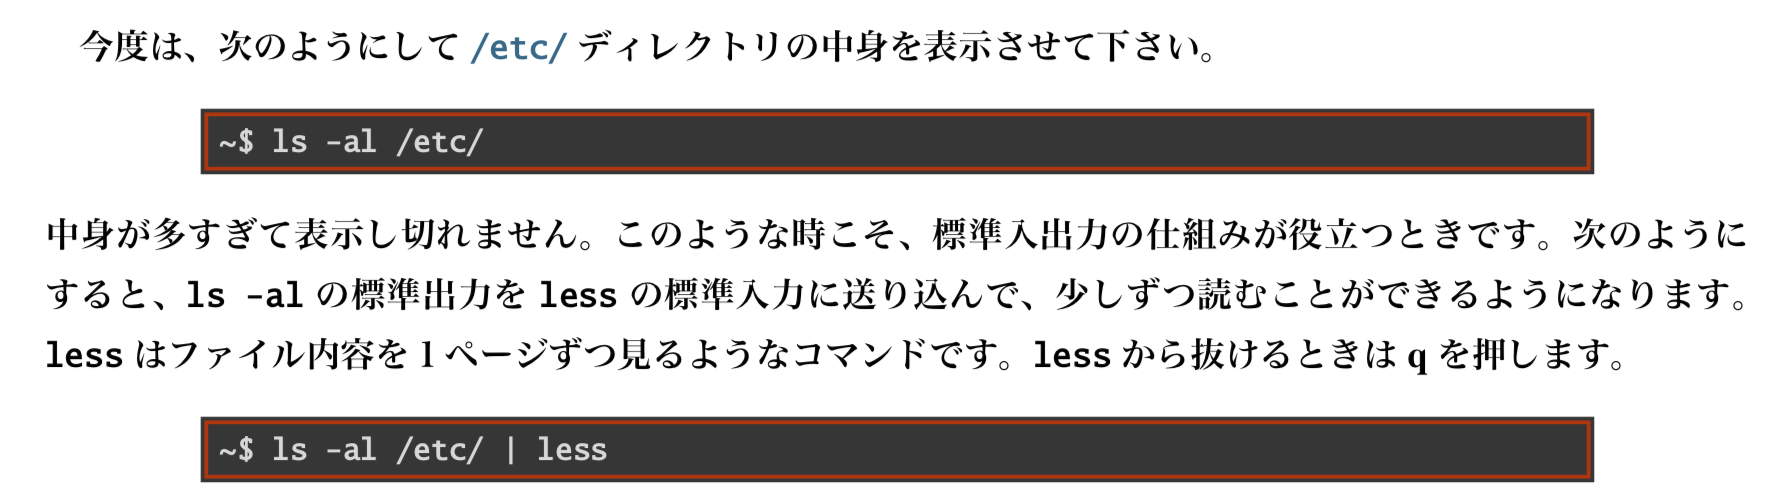 今度は、次のようにして /etc/ ディレクトリの中身を表示させて下さい。
~$ ls -al /etc/
中身が多すぎて表示し切れません。このような時こそ、標準入出力の仕組みが役立つときです。次のように
すると、ls -al の標準出力を less の標準入力に送り込んで、少しずつ読むことができるようになります。
less はファイル内容を 1 ページずつ見るようなコマンドです。less から抜けるときは q を押します。
~$ ls -al /etc/ | less